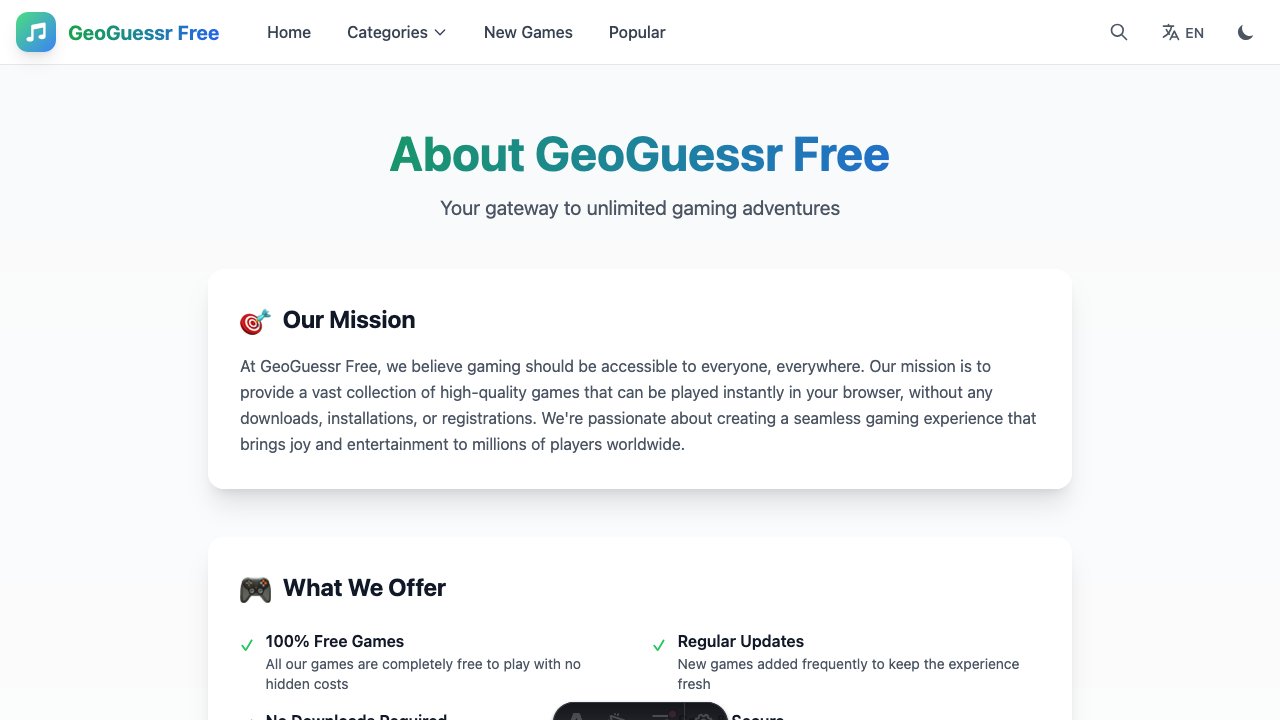 GeoGuessr Free
Home
Categories
New Games
Popular
EN
About GeoGuessr Free
Your gateway to unlimited gaming adventures
Our Mission
At GeoGuessr Free, we believe gaming should be accessible to everyone, everywhere. Our mission is to
provide a vast collection of high-quality games that can be played instantly in your browser, without any
downloads, installations, or registrations. We're passionate about creating a seamless gaming experience that
brings joy and entertainment to millions of players worldwide.
What We Offer
100% Free Games
All our games are completely free to play with no
hidden costs
Regular Updates
New games added frequently to keep the experience
fresh
No Downloads Required
Secure